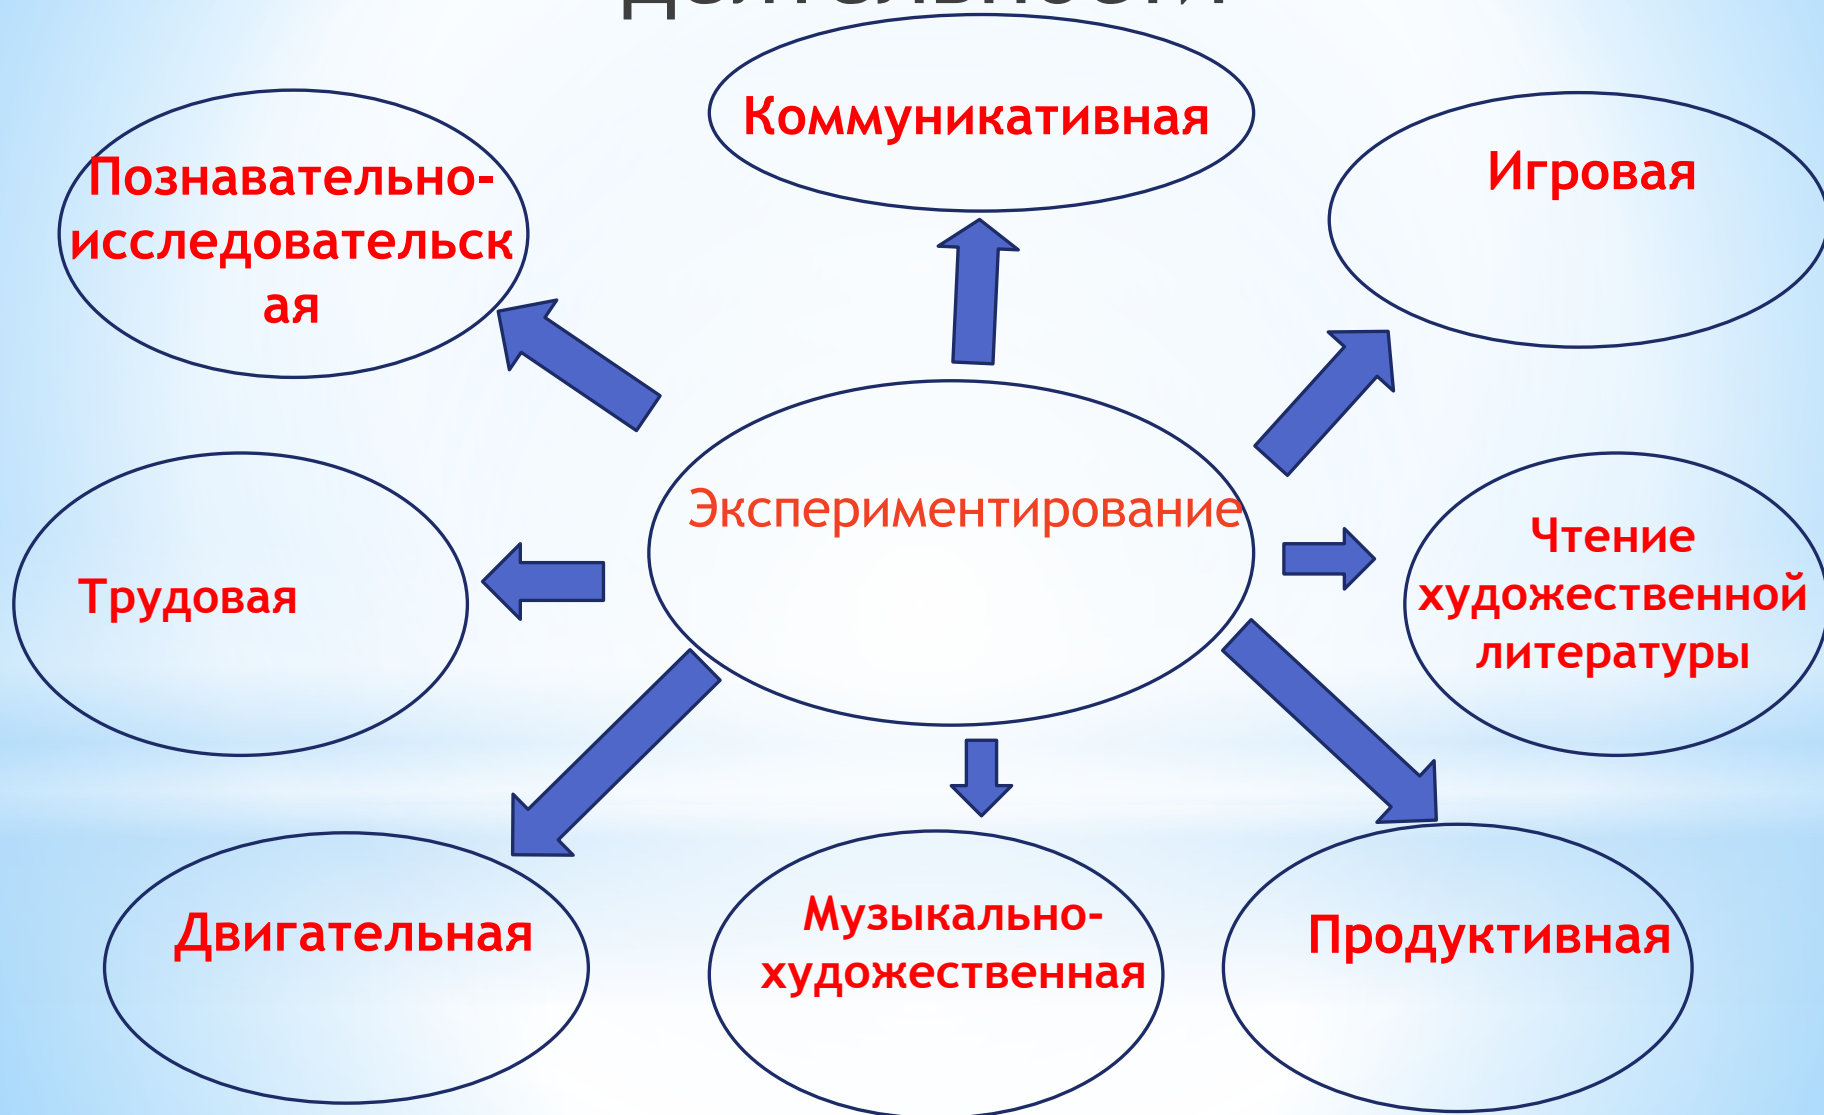 Коммуникативная
Познавательно-
исследовательск
ая
Игровая
Экспериментирование
Чтение
художественной
литературы
Трудовая
Двигательная
Музыкально-
художественная
Продуктивная